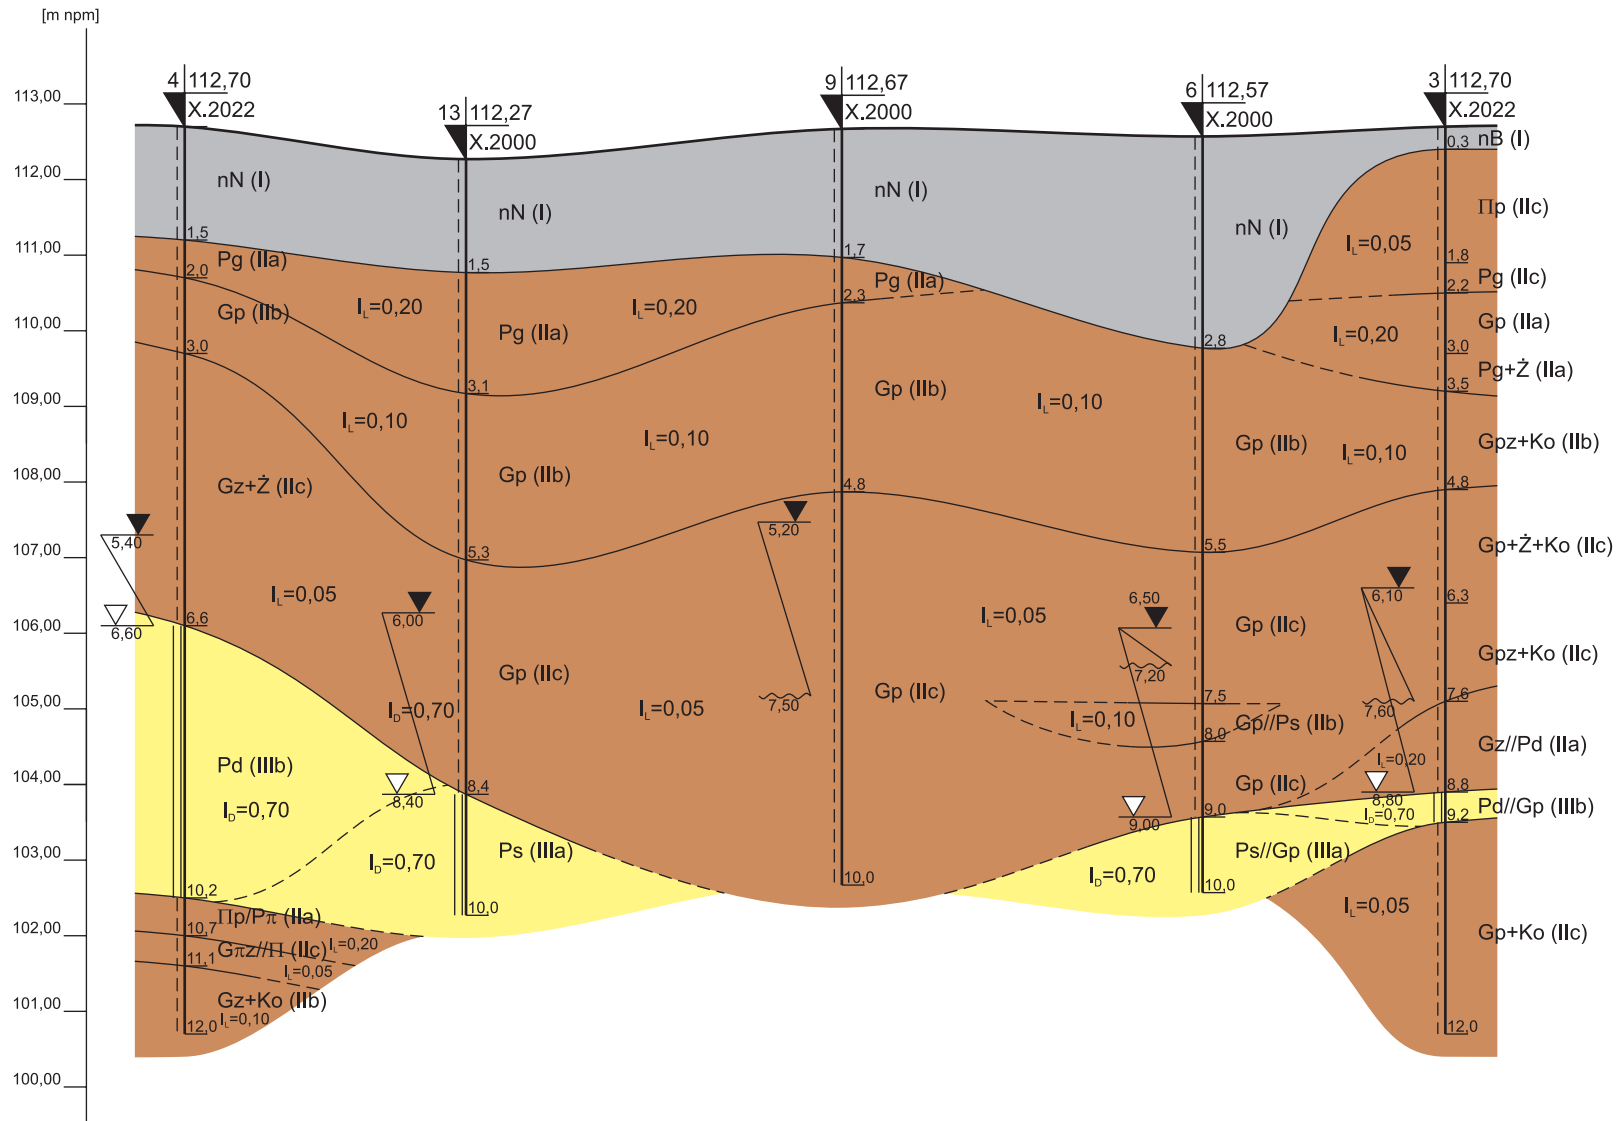 [m npm]
4 112,70
X.2022
13 112,27
X.2000
9 112,67
X.2000
6 112,57
X.2000
3 112,70
X.2022
113,00
112,00
111,00
110,00
109,00
108,00
107,00
106,00
105,00
104,00
103,00
102,00
101,00
100,00
nN (I)
1,5
Pg (IIa)
2,0
Gp (IIb)
3,0
Gz+Ż (IIc)
5,40
6,60
6,6
Pd (IIIb)
I_D=0,70
10,2
Πp/Pπ (IIa)
I_L=0,20
10,7
Gπz//Π (IIc)
I_L=0,05
11,1
Gz+Ko (IIb)
I_L=0,10
12,0
I_L=0,20
I_L=0,10
I_L=0,05
nN (I)
1,5
Pg (IIa)
3,1
Gp (IIb)
5,3
6,00
Gp (IIc)
I_D=0,70
8,40
8,4
Ps (IIIa)
I_D=0,70
10,0
I_L=0,20
I_L=0,10
I_L=0,05
nN (I)
1,7
Pg (IIa)
2,3
Gp (IIb)
4,8
5,20
7,50
Gp (IIc)
10,0
I_L=0,10
I_L=0,05
I_L=0,10
I_D=0,70
nN (I)
2,8
Gp (IIb)
5,5
6,50
7,20
Gp (IIc)
7,5
Gp//Ps (IIb)
8,0
Gp (IIc)
9,00
9,0
Ps//Gp (IIIa)
10,0
I_L=0,05
I_L=0,20
I_L=0,10
6,10
7,60
I_L=0,20
8,80
I_D=0,70
I_L=0,05
0,3
nB (I)
Πp (IIc)
1,8
Pg (IIc)
2,2
Gp (IIa)
3,0
Pg+Ż (IIa)
3,5
Gpz+Ko (IIb)
4,8
Gp+Ż+Ko (IIc)
6,3
Gpz+Ko (IIc)
7,6
Gz//Pd (IIa)
8,8
Pd//Gp (IIIb)
9,2
Gp+Ko (IIc)
12,0